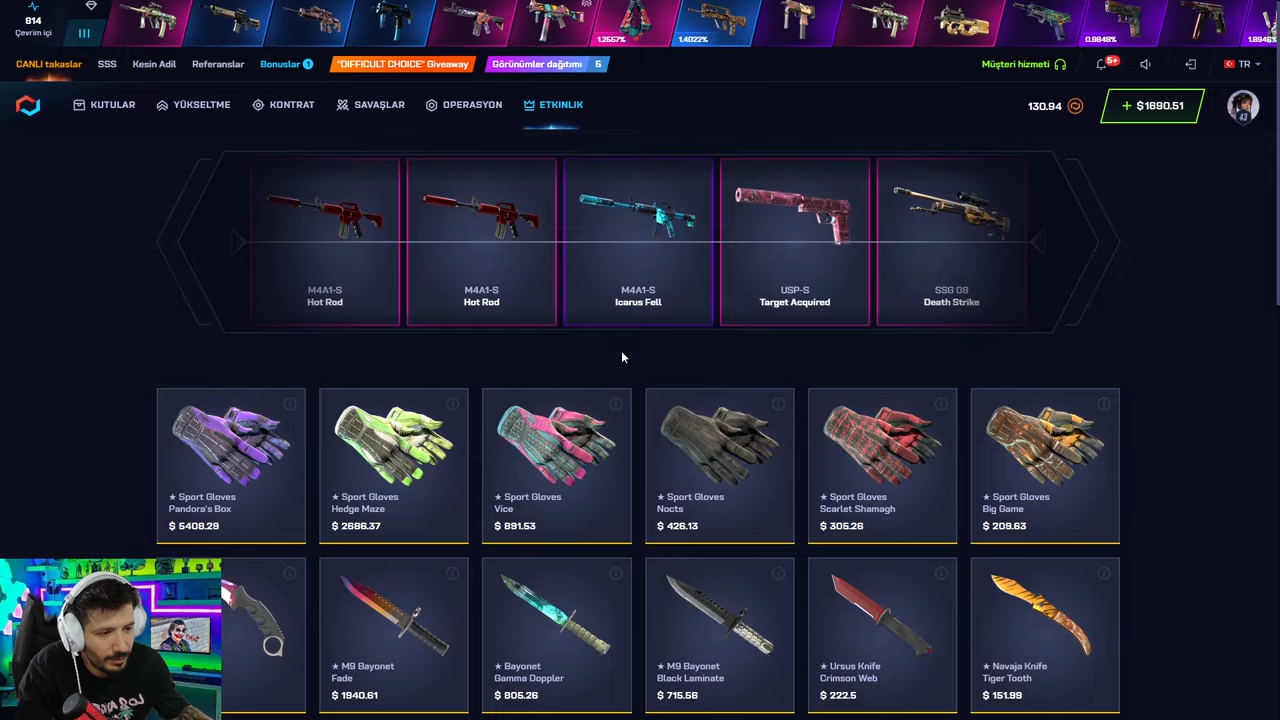 814
Çevrim içi
1.2557%
1.4022%
0.9848%
1.8946%
CANLI takaslar
SSS
Kesin Adil
Referanslar
Bonuslar 1
"DIFFICULT CHOICE" Giveaway
Görünümler dağıtımı 5
Müşteri hizmeti
5+
TR
KUTULAR
YÜKSELTME
KONTRAT
SAVAŞLAR
OPERASYON
ETKINLIK
130.94
+ $1690.51
43
M4A1-S
Hot Rod
M4A1-S
Hot Rod
M4A1-S
Icarus Fell
USP-S
Target Acquired
SSG 08
Death Strike
★ Sport Gloves
Pandora's Box
$ 5408.29
★ Sport Gloves
Hedge Maze
$ 2686.37
★ Sport Gloves
Vice
$ 891.53
★ Sport Gloves
Nocts
$ 426.13
★ Sport Gloves
Scarlet Shamagh
$ 305.26
★ Sport Gloves
Big Game
$ 209.63
★ M9 Bayonet
Fade
$ 1940.61
★ Bayonet
Gamma Doppler
$ 805.26
★ M9 Bayonet
Black Laminate
$ 715.56
★ Ursus Knife
Crimson Web
$ 222.5
★ Navaja Knife
Tiger Tooth
$ 151.99